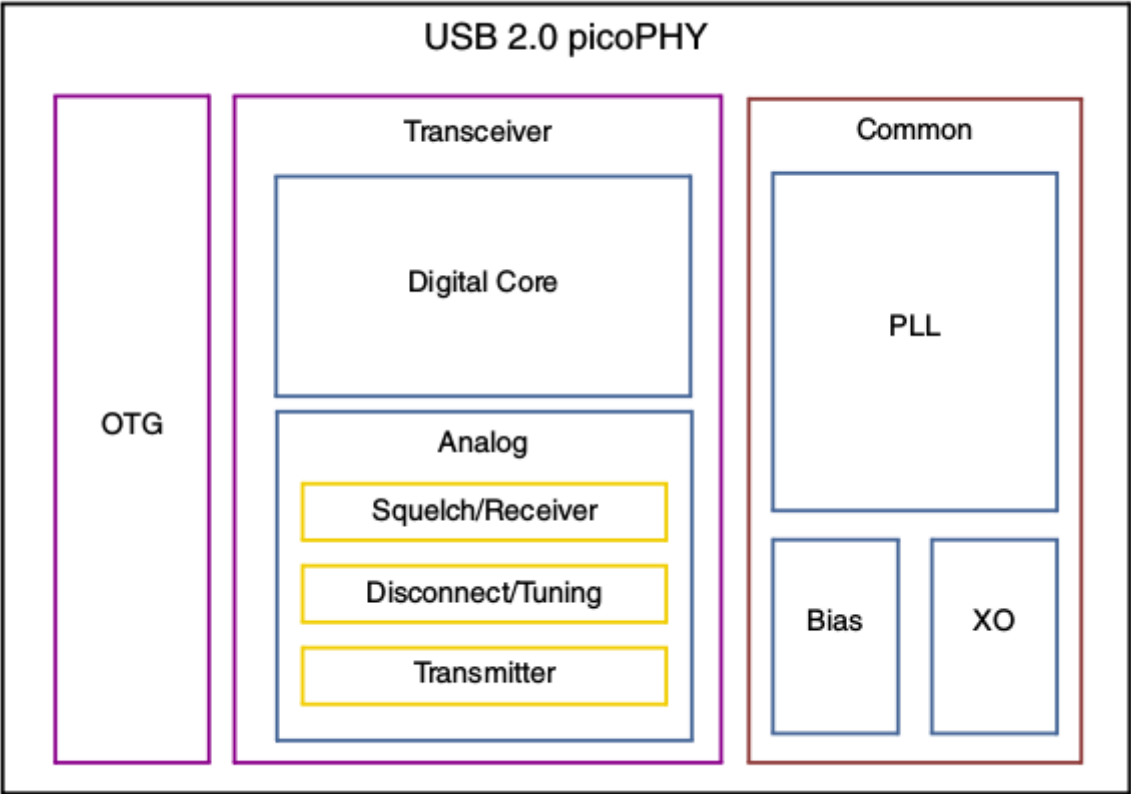 USB 2.0 picoPHY
OTG
Transceiver
Digital Core
Analog
Squelch/Receiver
Disconnect/Tuning
Transmitter
Common
PLL
Bias
XO